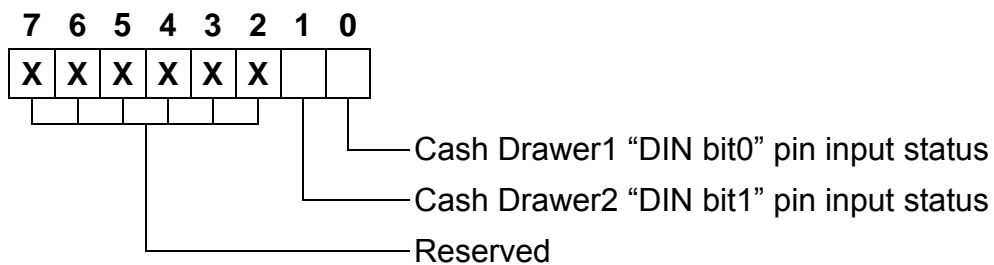 7 6 5 4 3 2 1 0
X X X X X X
Cash Drawer1 “DIN bit0” pin input status
Cash Drawer2 “DIN bit1” pin input status
Reserved